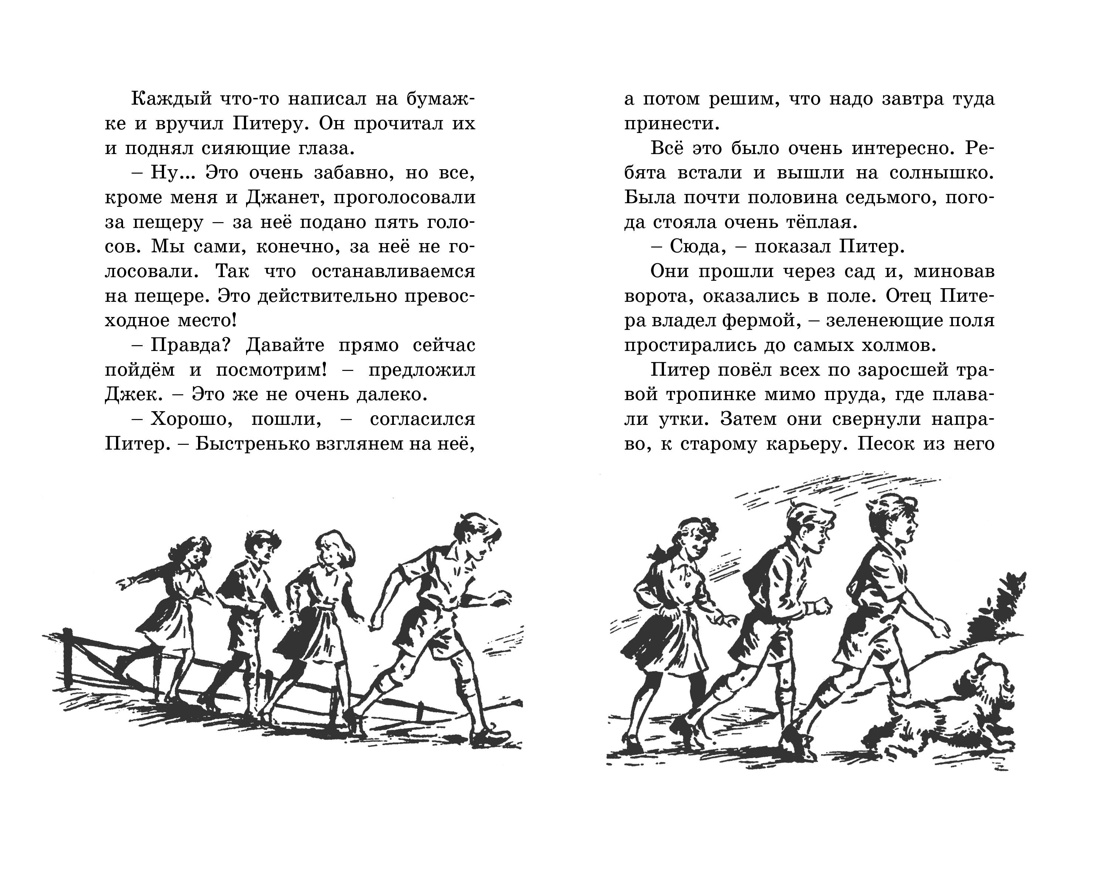 Каждый что-то написал на бумаж-
ке и вручил Питеру. Он прочитал их
и поднял сияющие глаза.
– Ну... Это очень забавно, но все,
кроме меня и Джанет, проголосовали
за пещеру – за неё подано пять голо-
сов. Мы сами, конечно, за неё не го-
лосовали. Так что останавливаемся
на пещере. Это действительно превос-
ходное место!
– Правда? Давайте прямо сейчас
пойдём и посмотрим! – предложил
Джек. – Это же не очень далеко.
– Хорошо, пошли, – согласился
Питер. – Быстренько взглянем на неё,
а потом решим, что надо завтра туда
принести.
Всё это было очень интересно. Ре-
бята встали и вышли на солнышко.
Была почти половина седьмого, пого-
да стояла очень тёплая.
– Сюда, – показал Питер.
Они прошли через сад и, миновав
ворота, оказались в поле. Отец Пите-
ра владел фермой, – зеленеющие поля
простирались до самых холмов.
Питер повёл всех по заросшей тра-
вой тропинке мимо пруда, где плава-
ли утки. Затем они свернули напра-
во, к старому карьеру. Песок из него